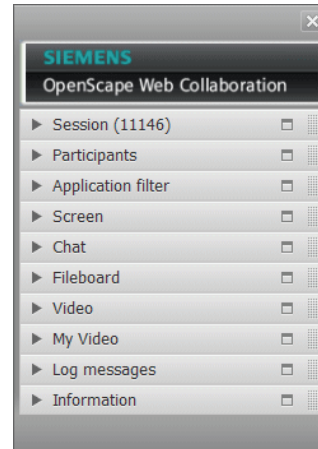 SIEMENS
OpenScape Web Collaboration
Session (11146)
Participants
Application filter
Screen
Chat
Fileboard
Video
My Video
Log messages
Information